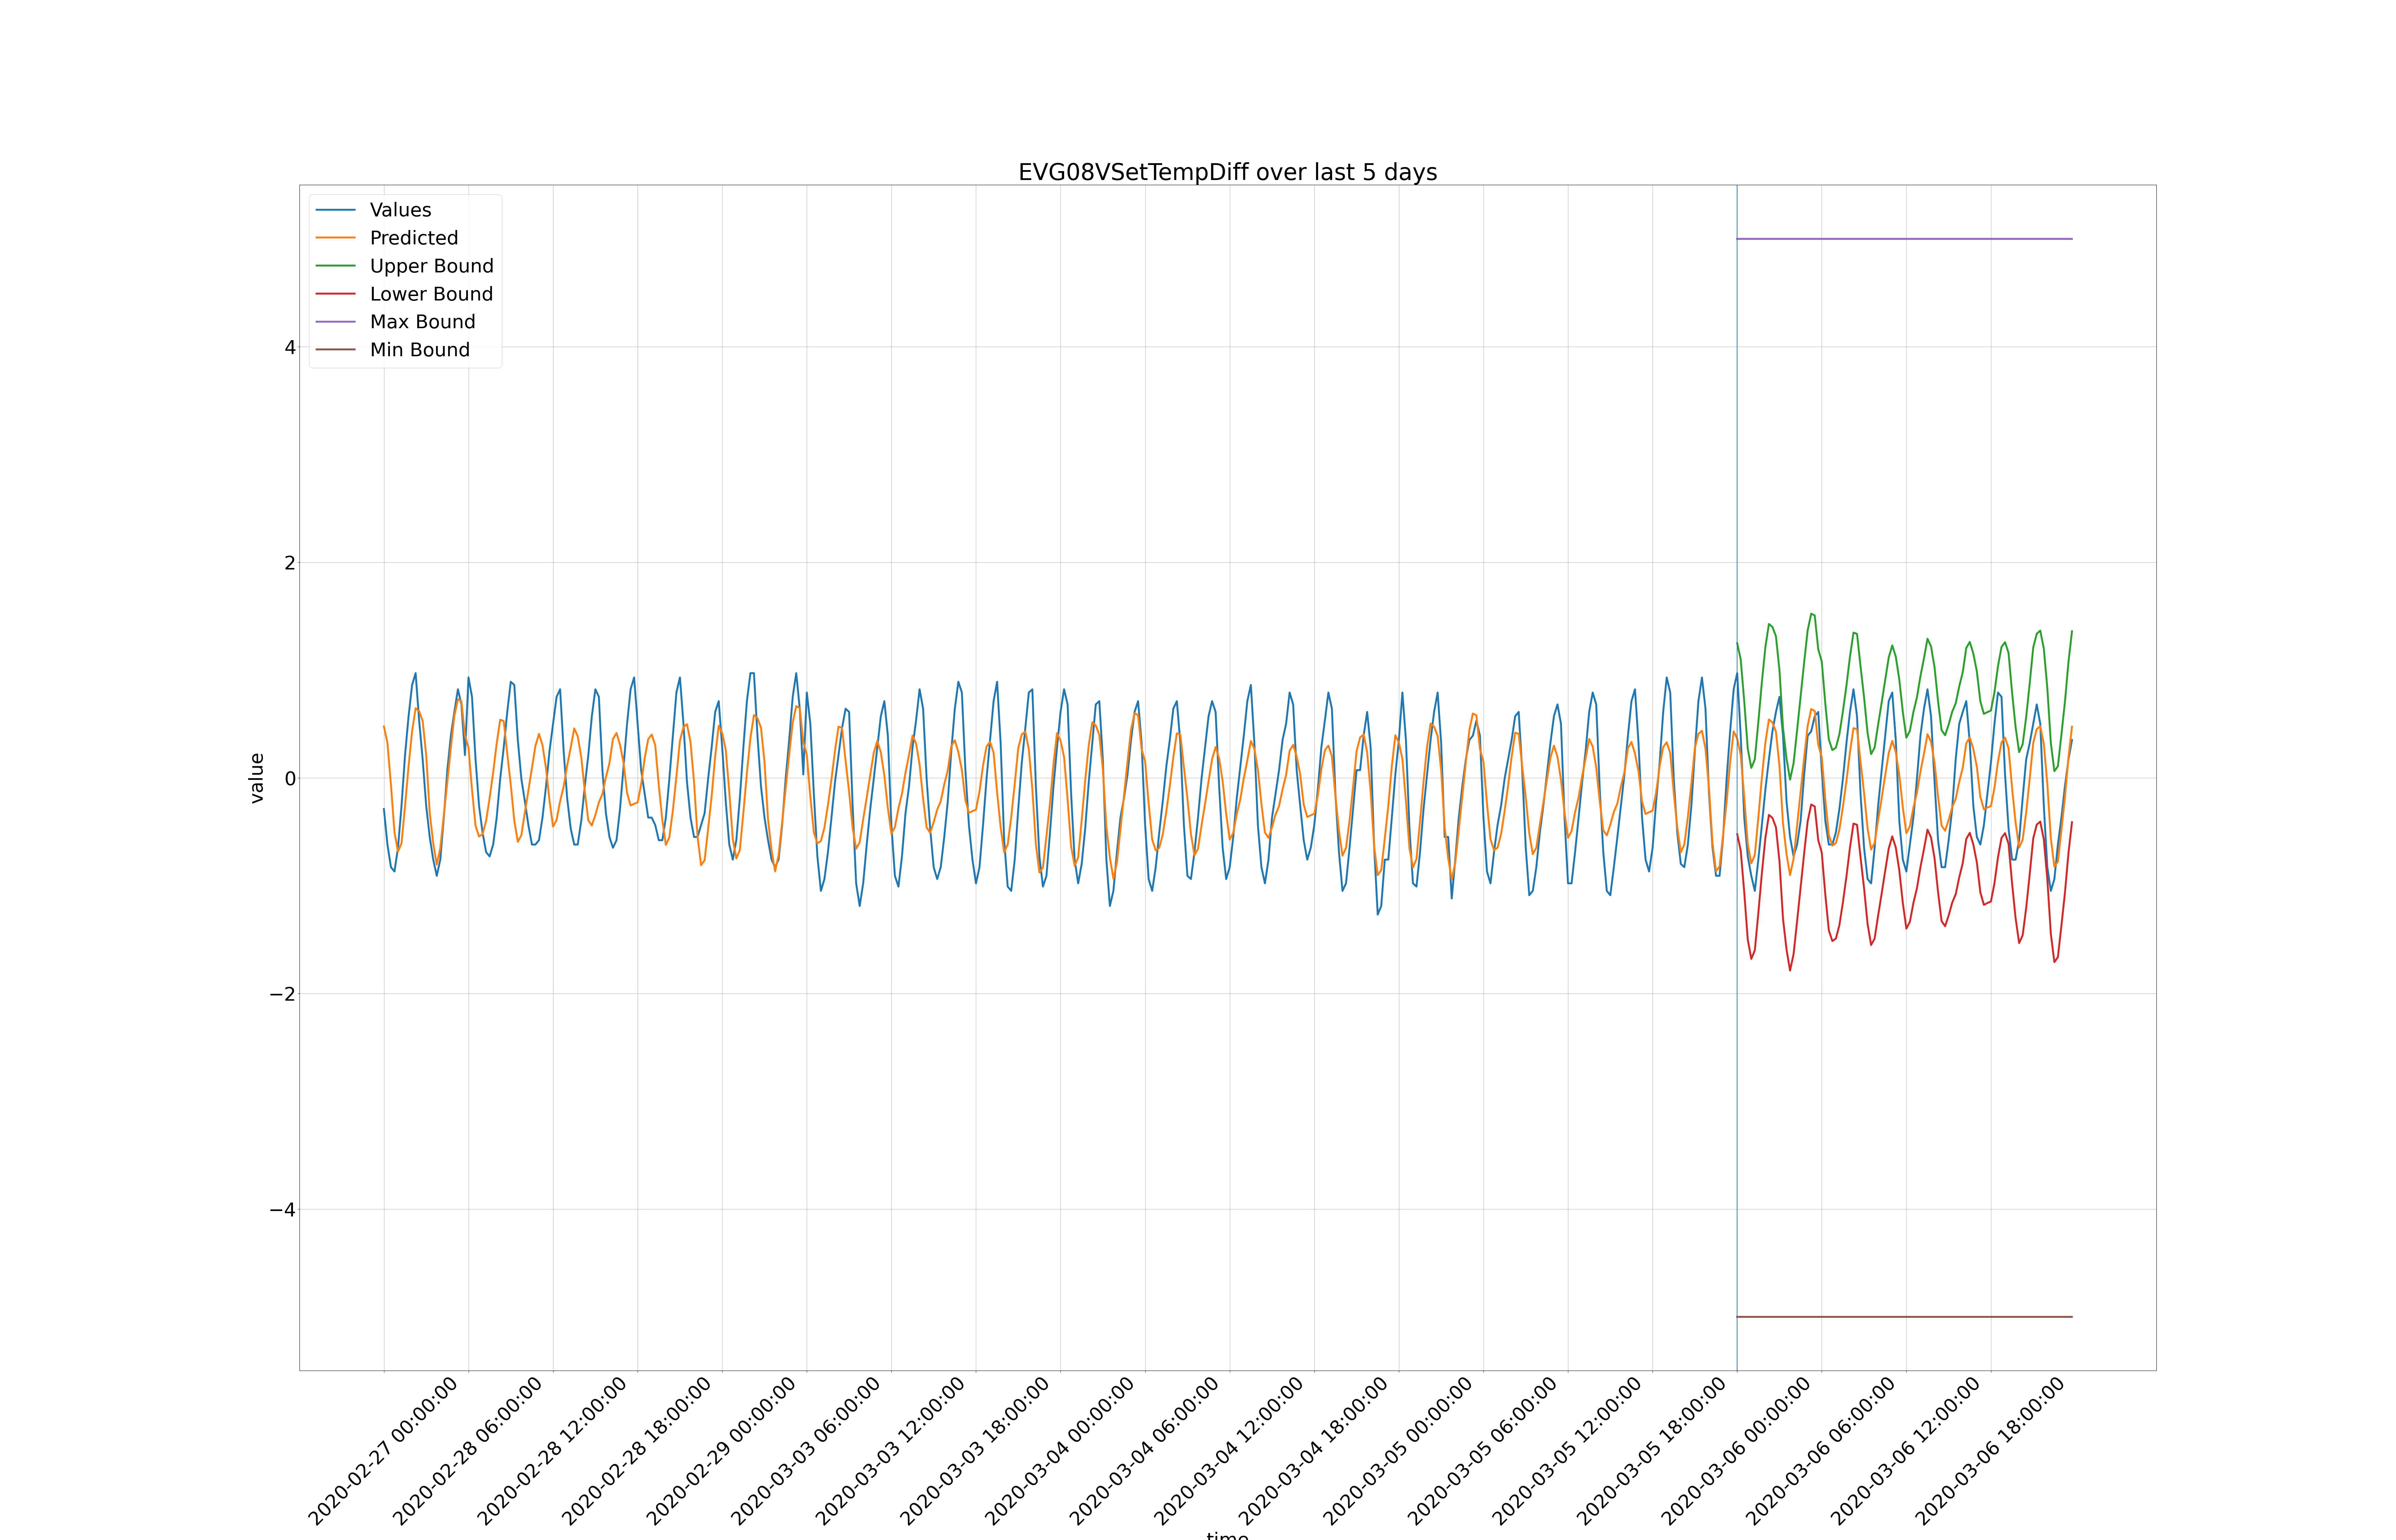 EVG08VSetTempDiff over last 5 days
Values
Predicted
Upper Bound
Lower Bound
Max Bound
Min Bound
value
4
2
0
−2
−4
2020-02-27 00:00:00
2020-02-28 06:00:00
2020-02-28 12:00:00
2020-02-28 18:00:00
2020-02-29 00:00:00
2020-03-03 06:00:00
2020-03-03 12:00:00
2020-03-03 18:00:00
2020-03-04 00:00:00
2020-03-04 06:00:00
2020-03-04 12:00:00
2020-03-04 18:00:00
2020-03-05 00:00:00
2020-03-05 06:00:00
2020-03-05 12:00:00
2020-03-05 18:00:00
2020-03-06 00:00:00
2020-03-06 06:00:00
2020-03-06 12:00:00
2020-03-06 18:00:00
time